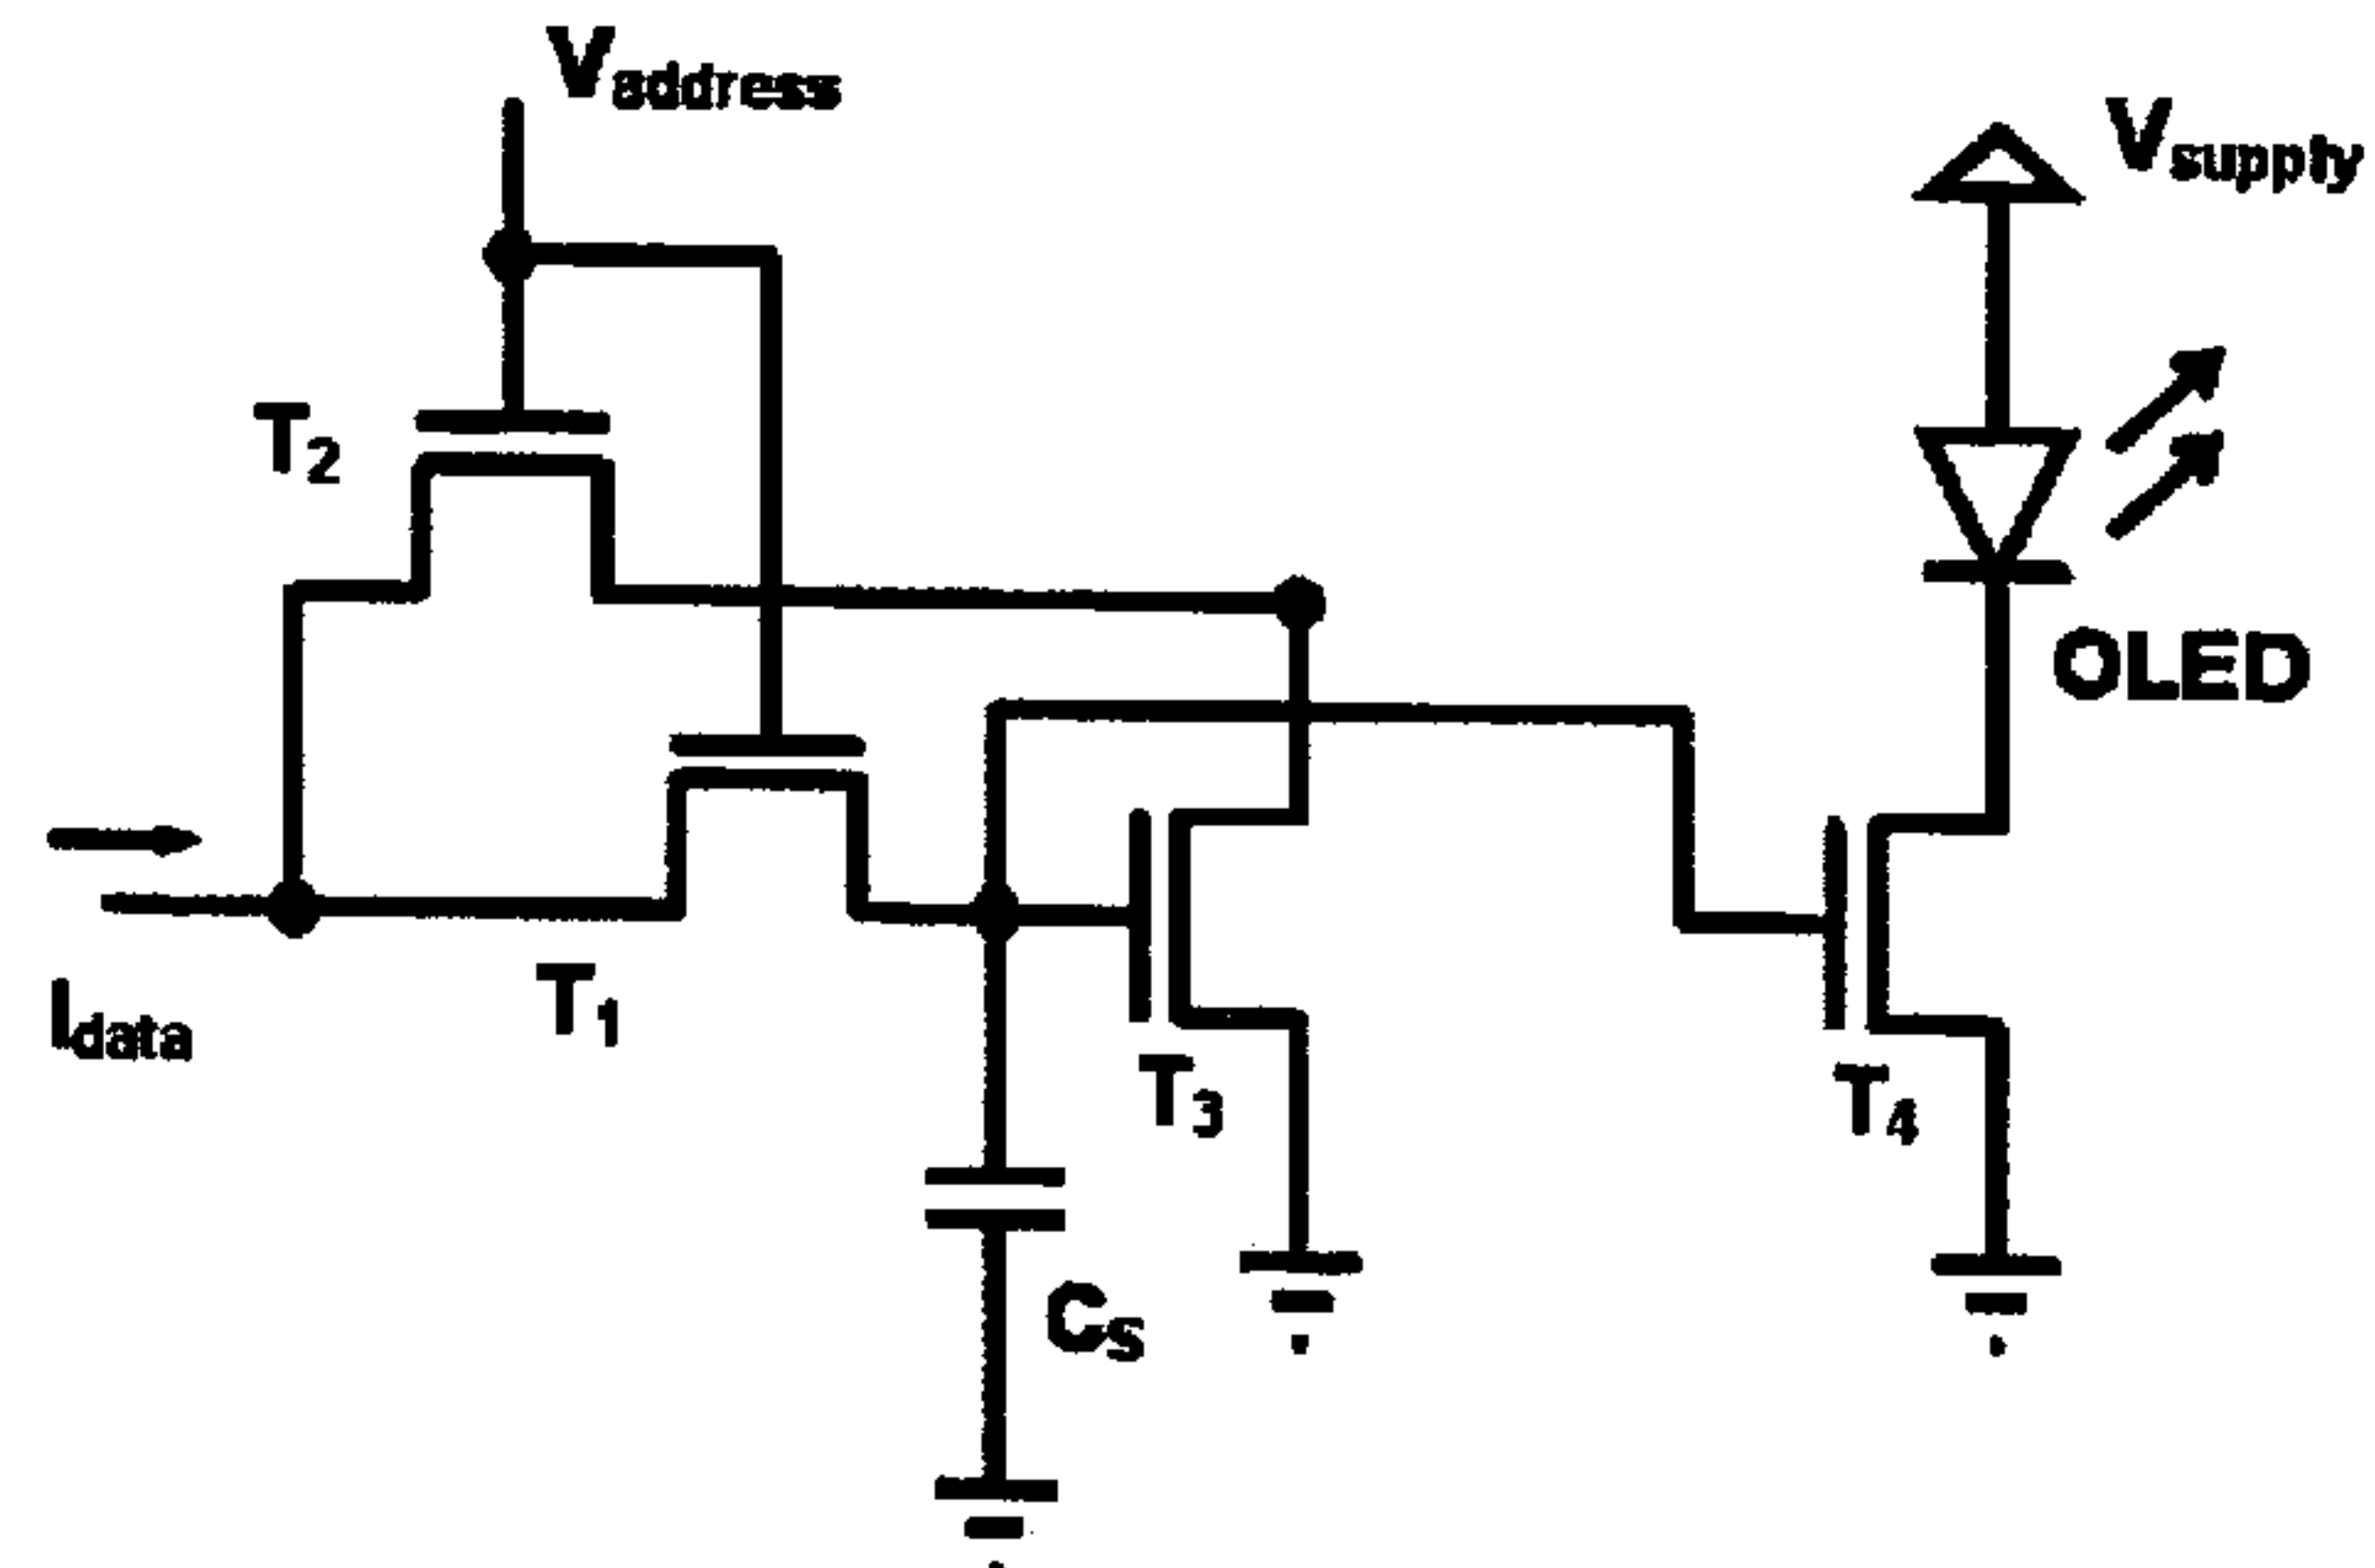 Vaddress
Vsupply
T2
OLED
Idata
T1
T3
T4
Cs